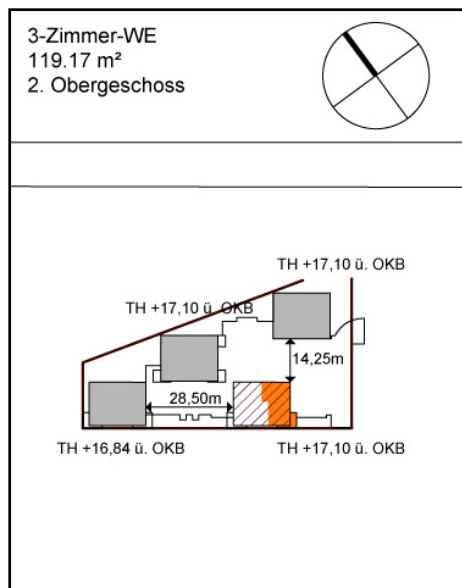 3-Zimmer-WE
119.17 m²
2. Obergeschoss
TH +17,10 ü. OKB
TH +17,10 ü. OKB
14,25m
28,50m
TH +16,84 ü. OKB
TH +17,10 ü. OKB